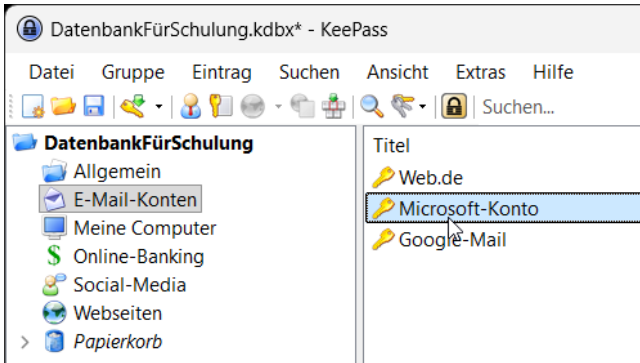 DatenbankFürSchulung.kdbx* - KeePass
Datei Gruppe Eintrag Suchen Ansicht Extras Hilfe
Suchen...
DatenbankFürSchulung
Allgemein
E-Mail-Konten
Meine Computer
Online-Banking
Social-Media
Webseiten
Papierkorb
Titel
Web.de
Microsoft-Konto
Google-Mail